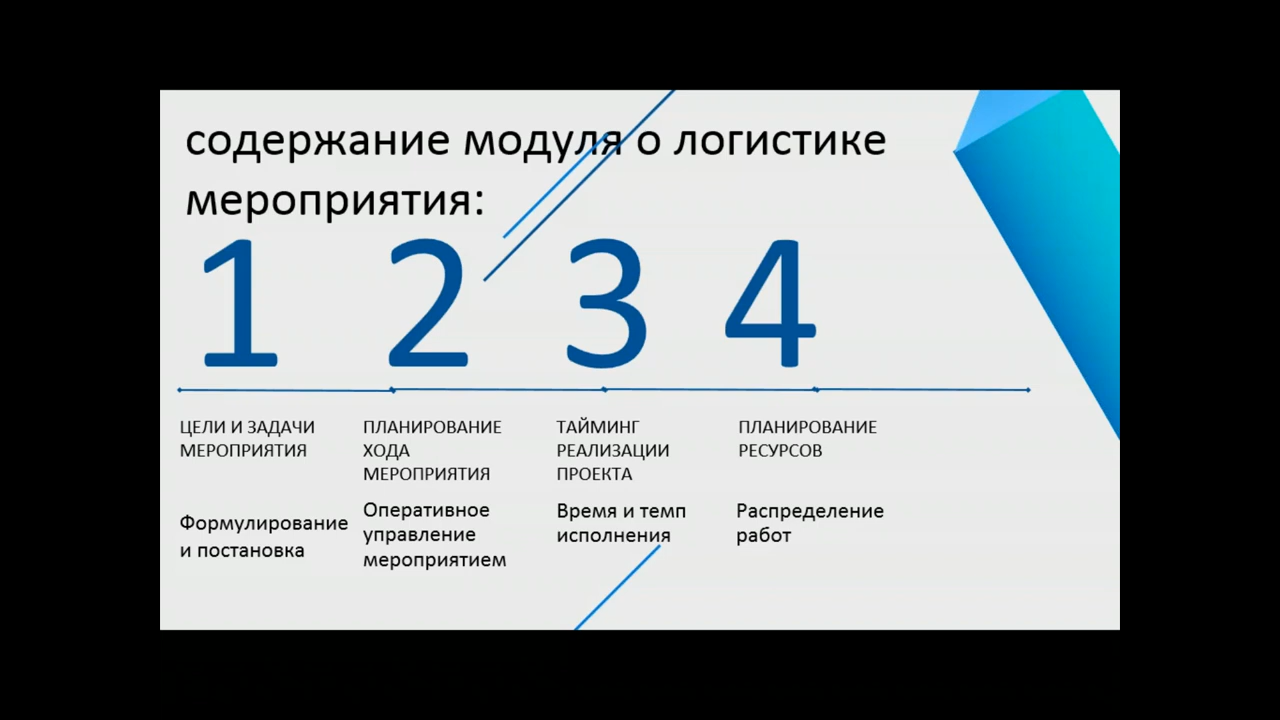 содержание модуля о логистике
мероприятия:
1 2 3 4
ЦЕЛИ И ЗАДАЧИ
МЕРОПРИЯТИЯ
Формулирование
и постановка
ПЛАНИРОВАНИЕ
ХОДА
МЕРОПРИЯТИЯ
Оперативное
управление
мероприятием
ТАЙМИНГ
РЕАЛИЗАЦИИ
ПРОЕКТА
Время и темп
исполнения
ПЛАНИРОВАНИЕ
РЕСУРСОВ
Распределение
работ